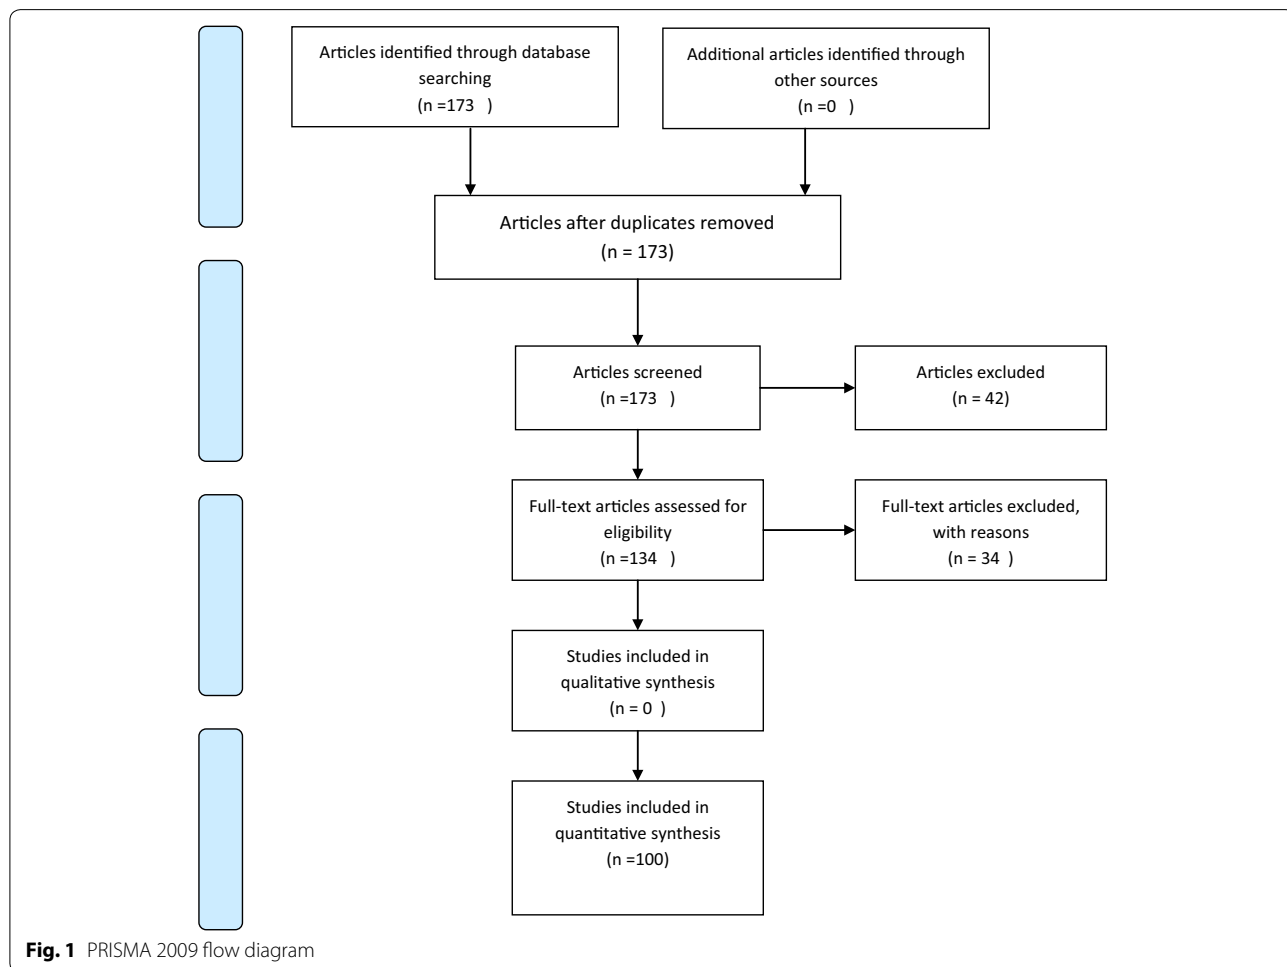 Articles identified through database
searching
(n =173   )
Additional articles identified through
other sources
(n =0   )
Articles after duplicates removed
(n = 173)
Articles screened
(n =173   )
Articles excluded
(n = 42)
Full-text articles assessed for
eligibility
(n =134   )
Full-text articles excluded,
with reasons
(n = 34   )
Studies included in
qualitative synthesis
(n = 0   )
Studies included in
quantitative synthesis
(n =100)
Fig. 1 PRISMA 2009 flow diagram